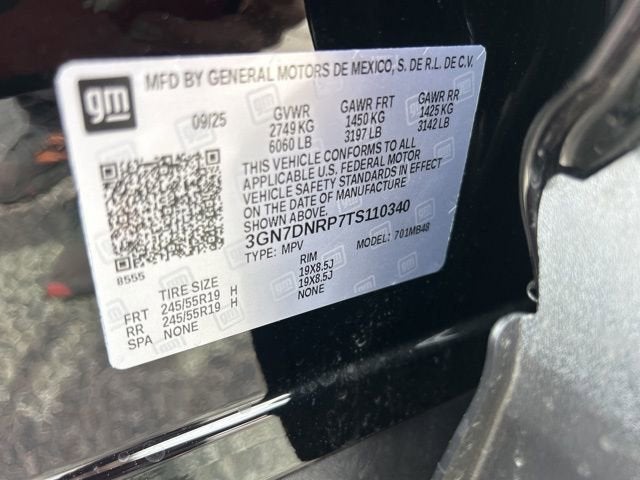 gm
MFD BY GENERAL MOTORS DE MEXICO, S. DE R.L. DE C.V.
09/25 GVWR GAWR FRT GAWR RR
2749 KG 1450 KG 1425 KG
6060 LB 3197 LB 3142 LB
THIS VEHICLE CONFORMS TO ALL
APPLICABLE U.S. FEDERAL MOTOR
VEHICLE SAFETY STANDARDS IN EFFECT
ON THE DATE OF MANUFACTURE
SHOWN ABOVE.
3GN7DNRP7TS110340
TYPE: MPV MODEL: 701MB48
8555
TIRE SIZE RIM
FRT 245/55R19 H 19X8.5J
RR 245/55R19 H 19X8.5J
SPA NONE NONE